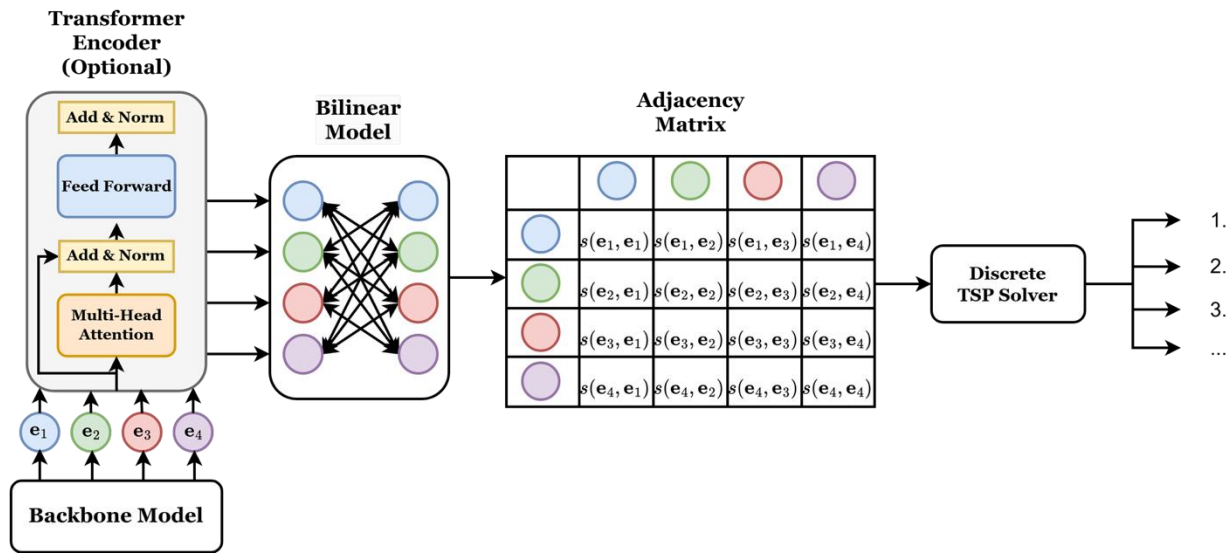 Transformer
Encoder
(Optional)
Add & Norm
Feed Forward
Add & Norm
Multi-Head
Attention
e₁ e₂ e₃ e₄
Backbone Model
Bilinear
Model
Adjacency
Matrix
s(e₁, e₁) s(e₁, e₂) s(e₁, e₃) s(e₁, e₄)
s(e₂, e₁) s(e₂, e₂) s(e₂, e₃) s(e₂, e₄)
s(e₃, e₁) s(e₃, e₂) s(e₃, e₃) s(e₃, e₄)
s(e₄, e₁) s(e₄, e₂) s(e₄, e₃) s(e₄, e₄)
Discrete
TSP Solver
1.
2.
3.
...